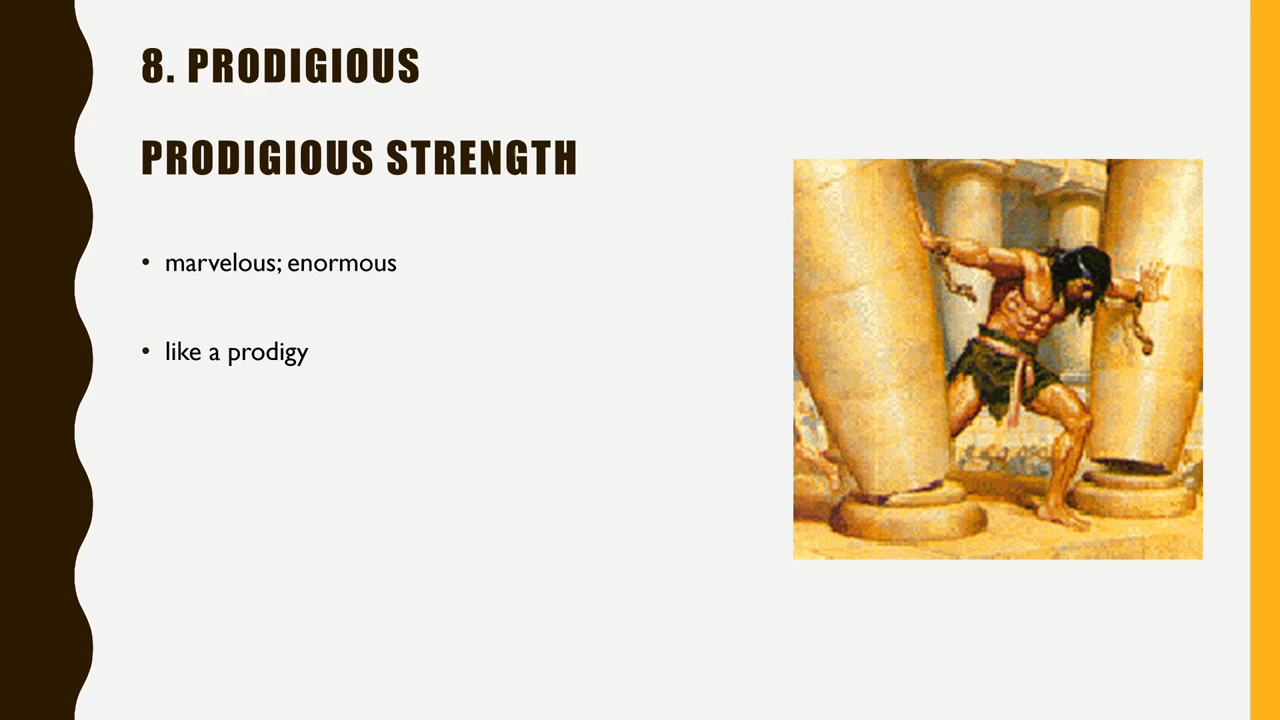 8. PRODIGIOUS
PRODIGIOUS STRENGTH
• marvelous; enormous
• like a prodigy